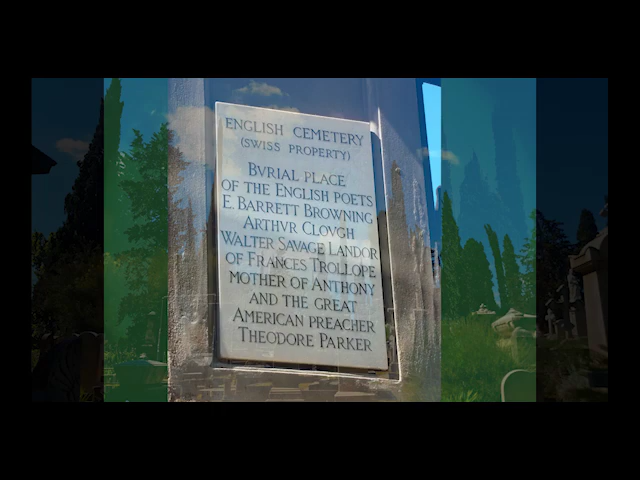 ENGLISH CEMETERY
(SWISS PROPERTY)
BVRIAL PLACE
OF THE ENGLISH POETS
E. BARRETT BROWNING
ARTHVR CLOVGH
WALTER SAVAGE LANDOR
OF FRANCES TROLLOPE
MOTHER OF ANTHONY
AND THE GREAT
AMERICAN PREACHER
THEODORE PARKER